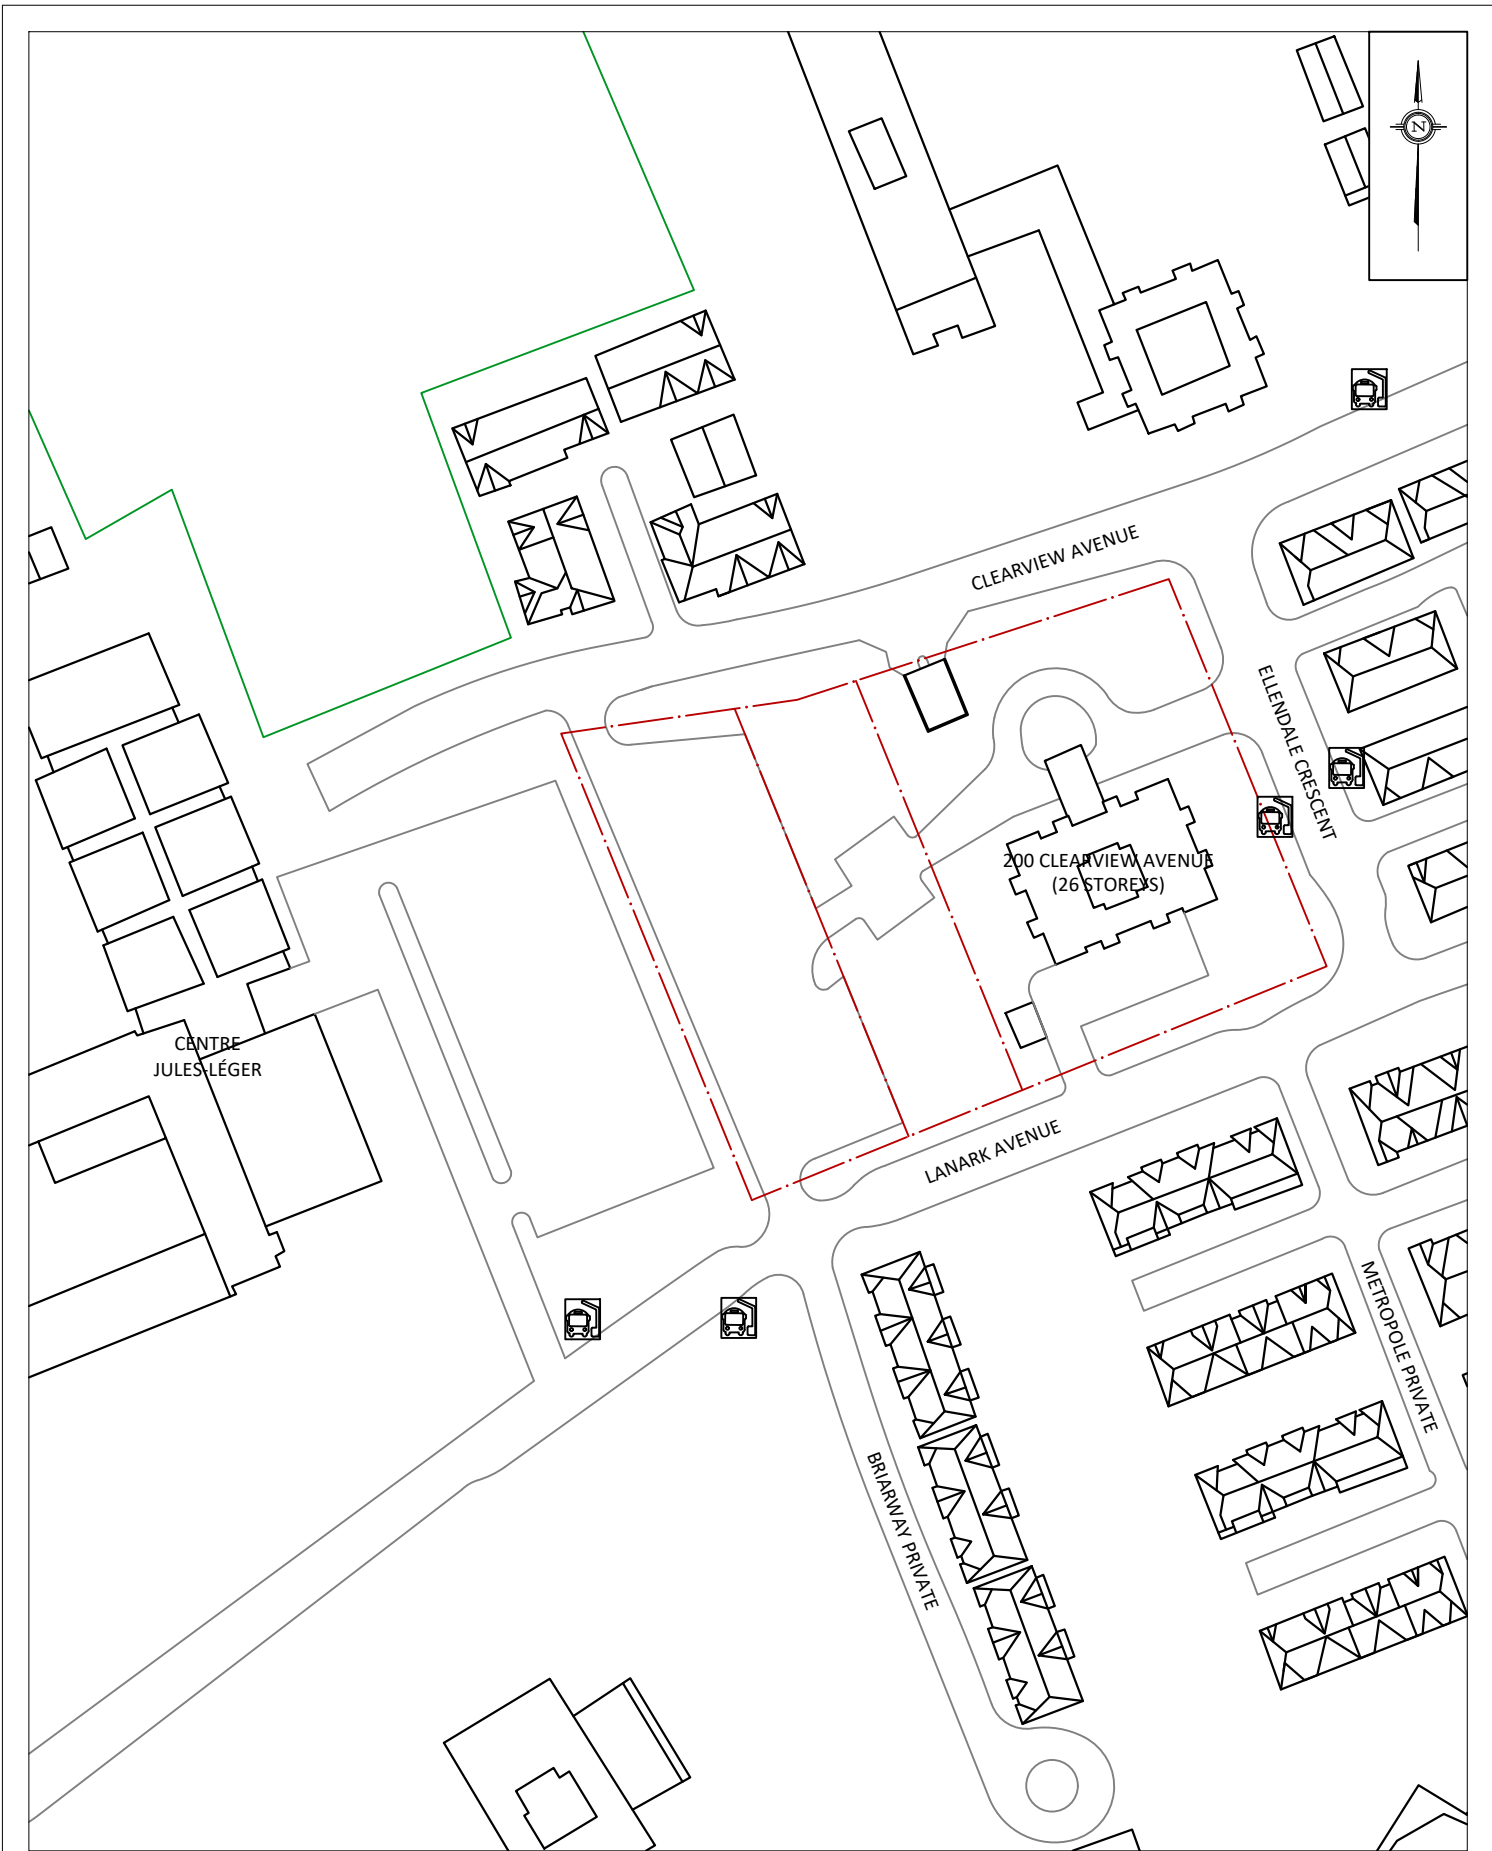 N
CLEARVIEW AVENUE
ELLENDALE CRESCENT
200 CLEARVIEW AVENUE
(26 STOREYS)
CENTRE
JULES-LÉGER
LANARK AVENUE
METROPOLE PRIVATE
BRIARWAY PRIVATE